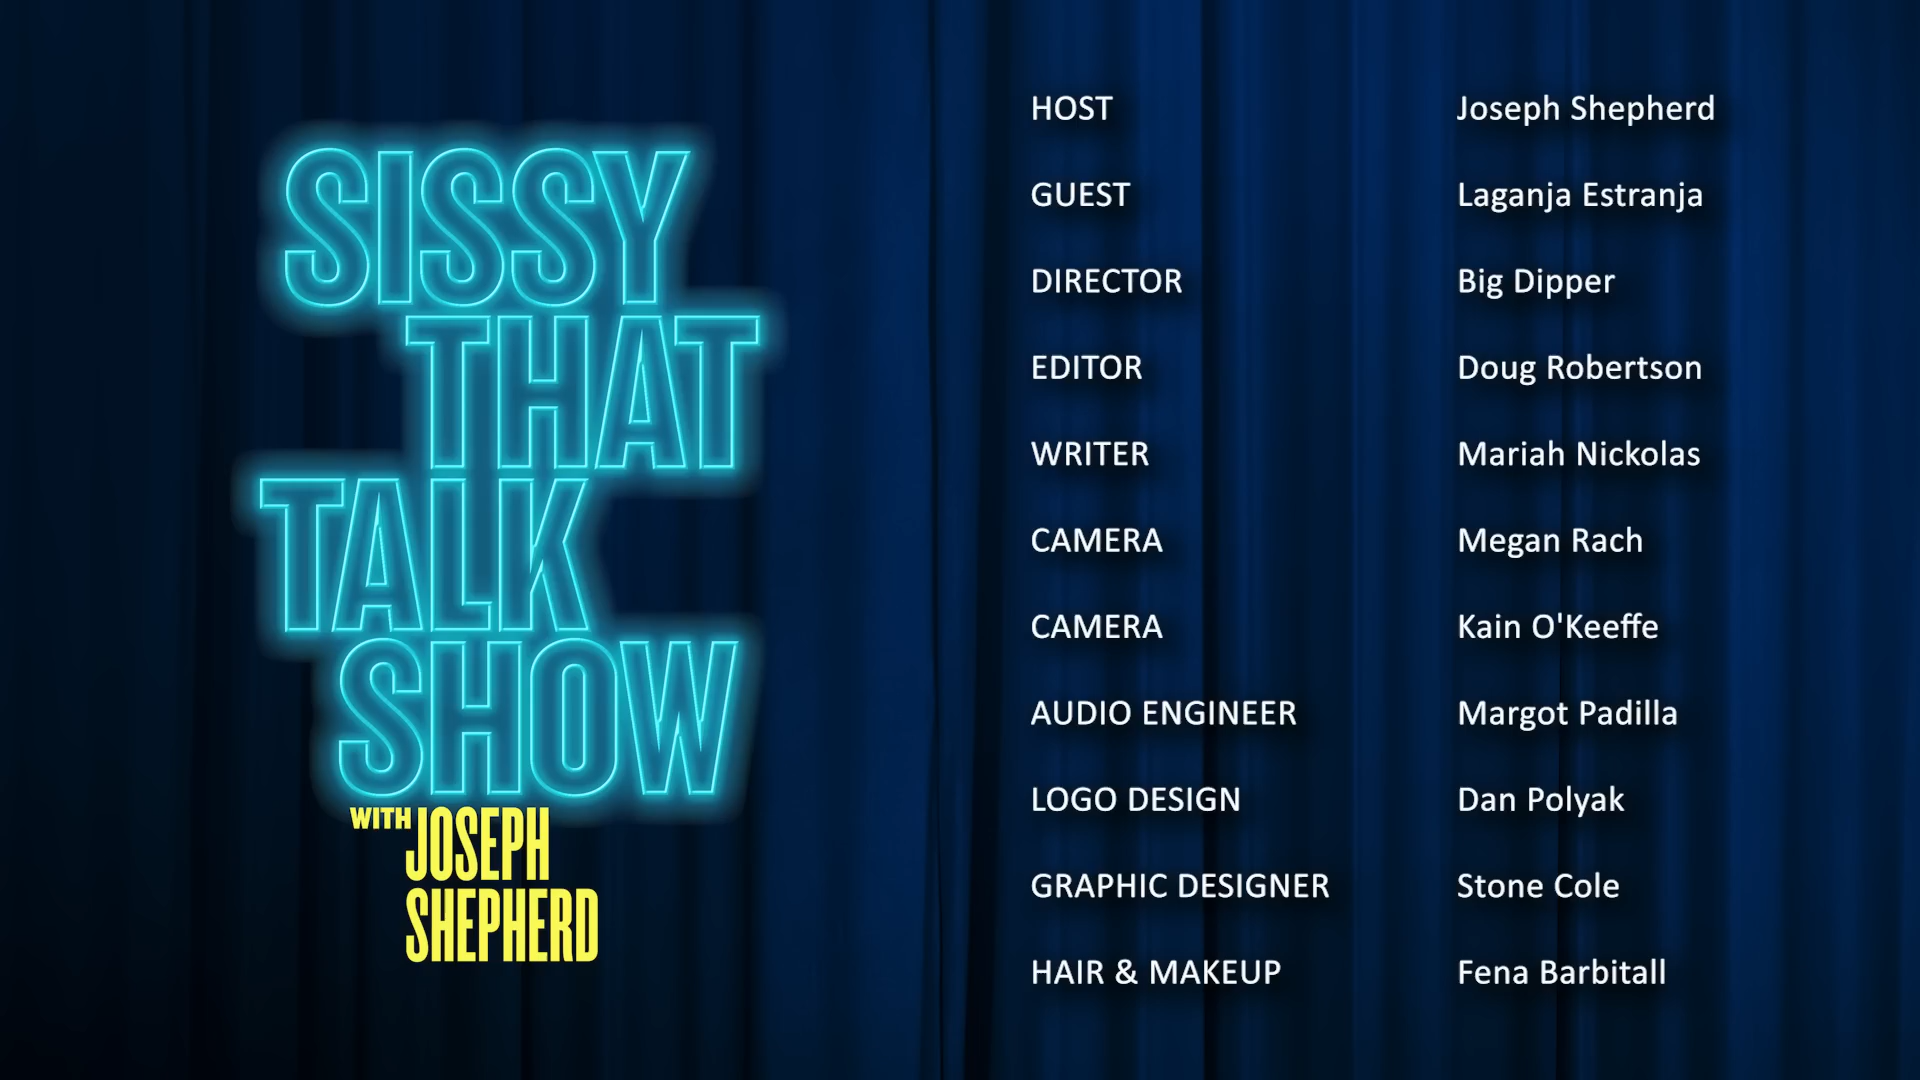 SISSY
THAT
TALK
SHOW
WITH JOSEPH
SHEPHERD
HOST Joseph Shepherd
GUEST Laganja Estranja
DIRECTOR Big Dipper
EDITOR Doug Robertson
WRITER Mariah Nickolas
CAMERA Megan Rach
CAMERA Kain O'Keeffe
AUDIO ENGINEER Margot Padilla
LOGO DESIGN Dan Polyak
GRAPHIC DESIGNER Stone Cole
HAIR & MAKEUP Fena Barbitall